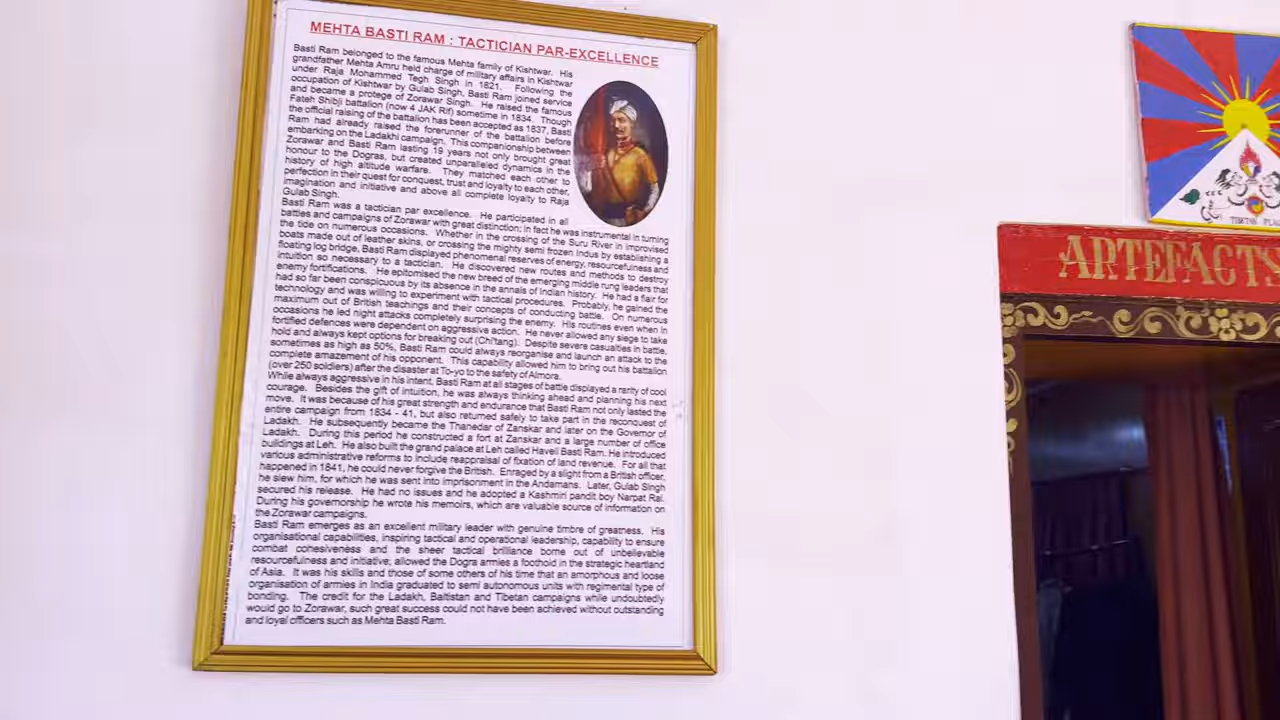 MEHTA BASTI RAM : TACTICIAN PAR-EXCELLENCE
Basti Ram belonged to the famous Mehta family of Kishtwar. His
grandfather Mehta Amru held charge of military affairs in Kishtwar
under Raja Mohammed Tegh Singh in 1821. Following the
occupation of Kishtwar by Gulab Singh, Basti Ram joined service
and became a protege of Zorawar Singh. He raised the famous
Fateh Shibji battalion (now 4 JAK Rif) sometime in 1834. Though
the official raising of the battalion has been accepted as 1837, Basti
Ram had already raised the forerunner of the battalion before
embarking on the Ladakhi campaign. This companionship between
Zorawar and Basti Ram lasting 19 years not only brought great
honour to the Dogras, but created unparalleled dynamics in the
history of high altitude warfare. They matched each other to
perfection in their quest for conquest, trust and loyalty to each other,
imagination and initiative and above all complete loyalty to Raja
Gulab Singh.
Basti Ram was a tactician par excellence. He participated in all
battles and campaigns of Zorawar with great distinction; in fact he was instrumental in turning
the tide on numerous occasions. Whether in the crossing of the Suru River in improvised
boats made out of leather skins, or crossing the mighty semi frozen Indus by establishing a
floating log bridge, Basti Ram displayed phenomenal reserves of energy, resourcefulness and
intuition so necessary to a tactician. He discovered new routes and methods to destroy
enemy fortifications. He epitomised the new breed of the emerging middle rung leaders that
had so far been conspicuous by its absence in the annals of Indian history. He had a flair for
technology and was willing to experiment with tactical procedures. Probably, he gained the
maximum out of British teachings and their concepts of conducting battle. On numerous
occasions he led night attacks completely surprising the enemy. His routines even when in
fortified defences were dependent on aggressive action. He never allowed any siege to take
hold and always kept options for breaking out (Chi'tang). Despite severe casualties in battle,
sometimes as high as 50%, Basti Ram could always reorganise and launch an attack to the
complete amazement of his opponent. This capability allowed him to bring out his battalion
(over 250 soldiers) after the disaster at To-yo to the safety of Almora.
While always aggressive in his intent, Basti Ram at all stages of battle displayed a rarity of cool
courage. Besides the gift of intuition, he was always thinking ahead and planning his next
move. It was because of his great strength and endurance that Basti Ram not only lasted the
entire campaign from 1834 - 41, but also returned safely to take part in the reconquest of
Ladakh. He subsequently became the Thanedar of Zanskar and later on the Governor of
Ladakh. During this period he constructed a fort at Zanskar and a large number of office
buildings at Leh. He also built the grand palace at Leh called Haveli Basti Ram. He introduced
various administrative reforms to include reappraisal of fixation of land revenue. For all that
happened in 1841, he could never forgive the British. Enraged by a slight from a British officer,
he slew him, for which he was sent into imprisonment in the Andamans. Later, Gulab Singh
secured his release. He had no issues and he adopted a Kashmiri pandit boy Narpat Rai.
During his governorship he wrote his memoirs, which are valuable source of information on
the Zorawar campaigns.
Basti Ram emerges as an excellent military leader with genuine timbre of greatness. His
organisational capabilities, inspiring tactical and operational leadership, capability to ensure
combat cohesiveness and the sheer tactical brilliance borne out of unbelievable
resourcefulness and initiative, allowed the Dogra armies a foothold in the strategic heartland
of Asia. It was his skills and those of some others of his time that an amorphous and loose
organisation of armies in India graduated to semi autonomous units with regimental type of
bonding. The credit for the Ladakh, Baltistan and Tibetan campaigns while undoubtedly
would go to Zorawar, such great success could not have been achieved without outstanding
and loyal officers such as Mehta Basti Ram.
TIBTAN FLAG
ARTEFACTS